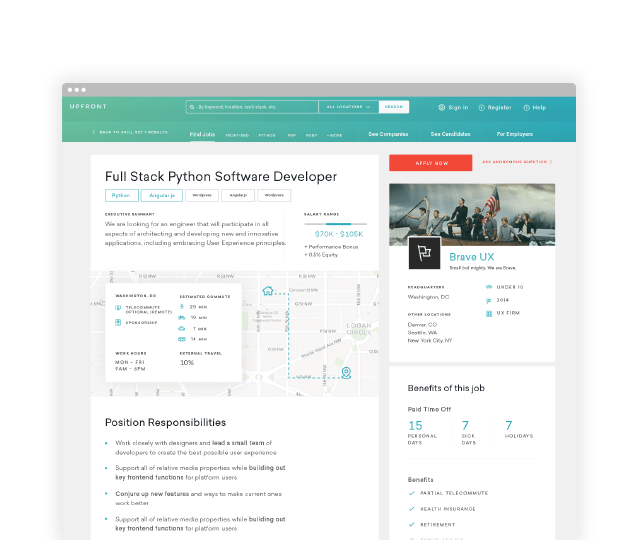 UPFRONT
By keyword, location, tech stack, etc.
ALL LOCATIONS
SEARCH
Sign In
Register
Help
BACK TO SKILL SET 1 RESULTS
Find Jobs
FRONT-END
PYTHON
PHP
RUBY
+ MORE
See Companies
See Candidates
For Employers
Full Stack Python Software Developer
Python
Angular.js
Wordpress
Angular.js
Wordpress
EXECUTIVE SUMMARY
We are looking for an engineer that will participate in all
aspects of architecting and developing new and innovative
applications, including embracing User Experience principles.
SALARY RANGE
$70K - $105K
+ Performance Bonus
+ 0.5% Equity
APPLY NOW
ASK ANONYMOUS QUESTION
Brave UX
Small but mighty. We are Brave.
HEADQUARTERS
Washington, DC
OTHER LOCATIONS
Denver, CO
Seattle, WA
New York City, NY
UNDER 10
2014
UX FIRM
WASHINGTON, DC
TELECOMMUTE
OPTIONAL (REMOTE)
SPONSORSHIP
ESTIMATED COMMUTE
20 MIN
10 MIN
7 MIN
14 MIN
WORK HOURS
MON – FRI
9AM – 5PM
EXTERNAL TRAVEL
10%
LOGAN
CIRCLE
Position Responsibilities
Work closely with designers and lead a small team of
developers to create the best possible user experience
Support all of relative media properties while building out
key frontend functions for platform users
Conjure up new features and ways to make current ones
work better
Support all of relative media properties while building out
key frontend functions for platform users
Benefits of this job
Paid Time Off
15
PERSONAL
DAYS
7
SICK
DAYS
7
HOLIDAYS
Benefits
PARTIAL TELECOMMUTE
HEALTH INSURANCE
RETIREMENT